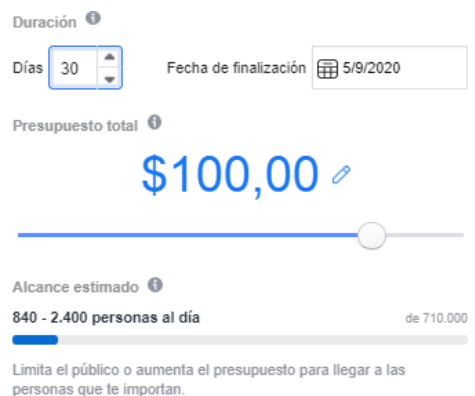 Duración
Días 30 Fecha de finalización 5/9/2020
Presupuesto total
$100,00
Alcance estimado
840 - 2.400 personas al día de 710.000
Limita el público o aumenta el presupuesto para llegar a las
personas que te importan.